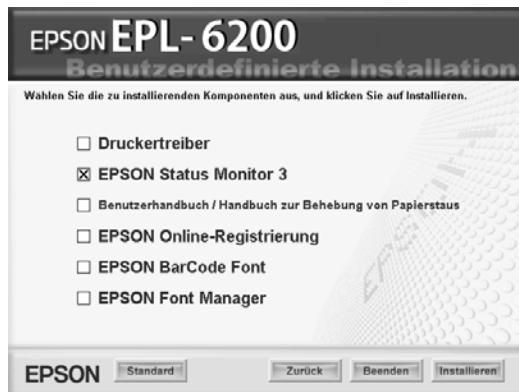 EPSON EPL-6200
Benutzerdefinierte Installation
Wählen Sie die zu installierenden Komponenten aus, und klicken Sie auf Installieren.
Druckertreiber
EPSON Status Monitor 3
Benutzerhandbuch / Handbuch zur Behebung von Papierstaus
EPSON Online-Registrierung
EPSON BarCode Font
EPSON Font Manager
EPSON
EPSON Standard Zurück Beenden Installieren